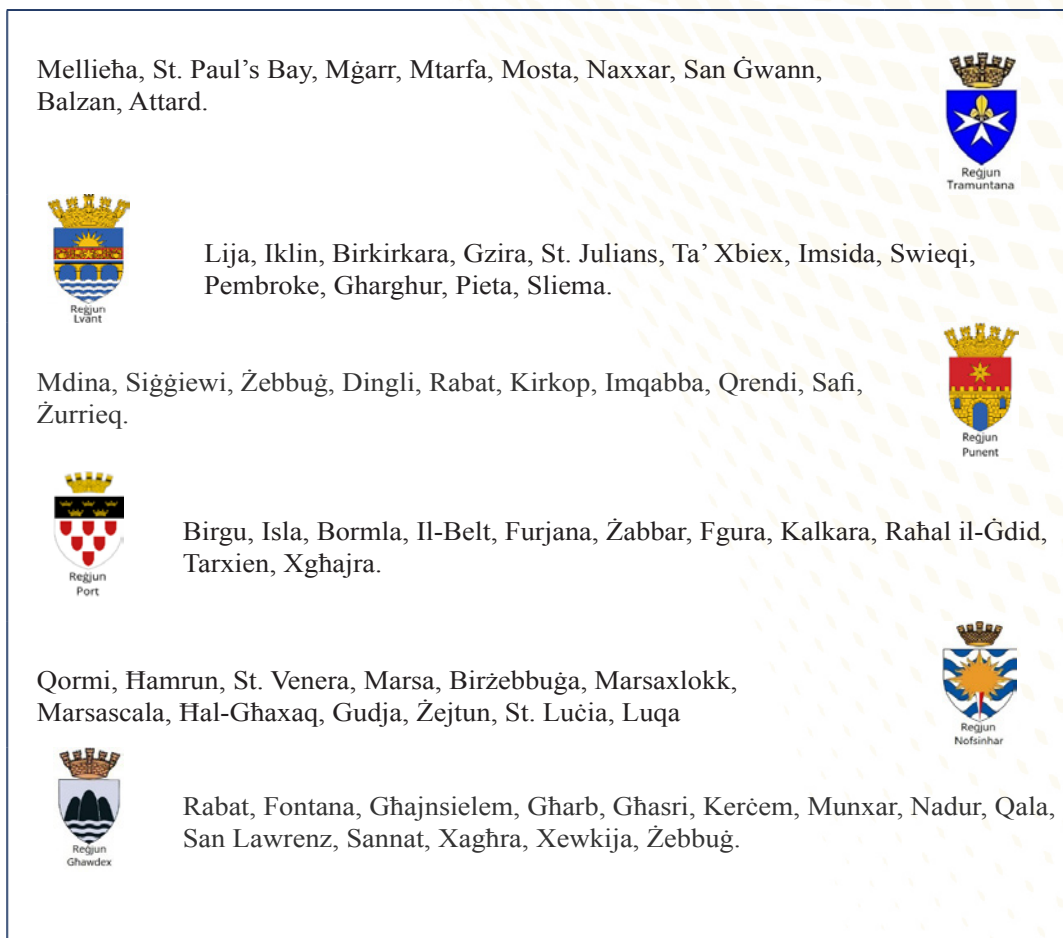 Mellieħa, St. Paul's Bay, Mġarr, Mtarfa, Mosta, Naxxar, San Ġwann,
Balzan, Attard.
Reġjun
Tramuntana
Reġjun
Lvant
Lija, Iklin, Birkirkara, Gzira, St. Julians, Ta' Xbiex, Imsida, Swieqi,
Pembroke, Gharghur, Pieta, Sliema.
Mdina, Siġġiewi, Żebbuġ, Dingli, Rabat, Kirkop, Imqabba, Qrendi, Safi,
Żurrieq.
Reġjun
Punent
Reġjun
Port
Birgu, Isla, Bormla, Il-Belt, Furjana, Żabbar, Fgura, Kalkara, Raħal il-Ġdid,
Tarxien, Xgħajra.
Qormi, Ħamrun, St. Venera, Marsa, Birżebbuġa, Marsaxlokk,
Marsascala, Ħal-Għaxaq, Gudja, Żejtun, St. Luċia, Luqa
Reġjun
Nofsinhar
Reġjun
Għawdex
Rabat, Fontana, Għajnsielem, Għarb, Għasri, Kerċem, Munxar, Nadur, Qala,
San Lawrenz, Sannat, Xagħra, Xewkija, Żebbuġ.